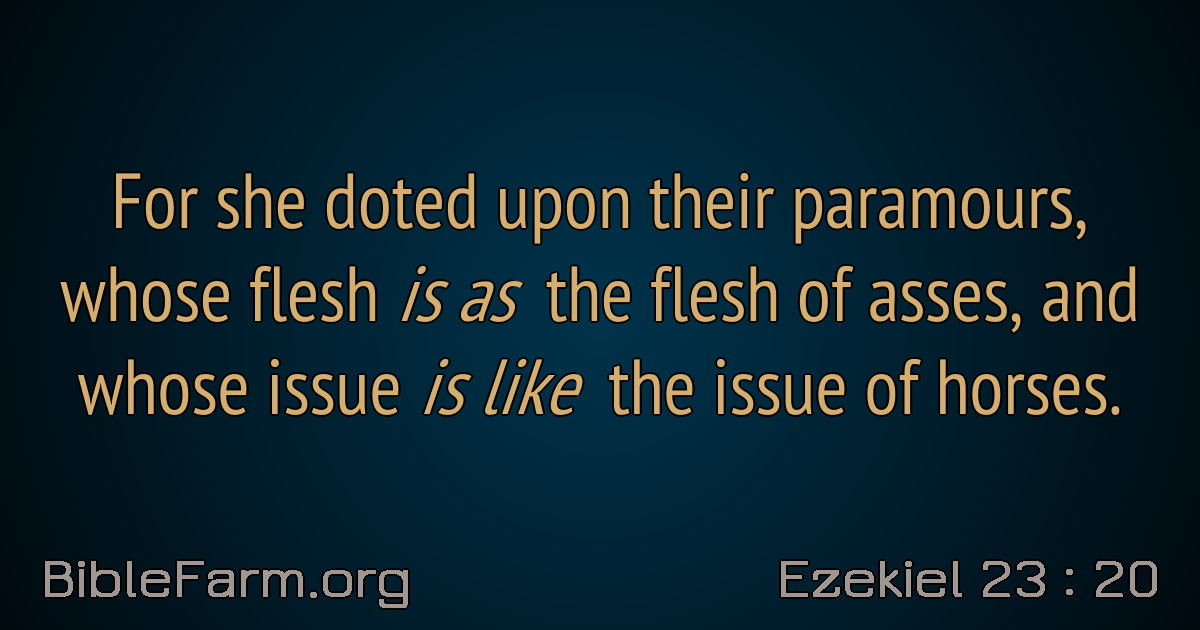 For she doted upon their paramours,
whose flesh is as the flesh of asses, and
whose issue is like the issue of horses.
BibleFarm.org
Ezekiel 23 : 20